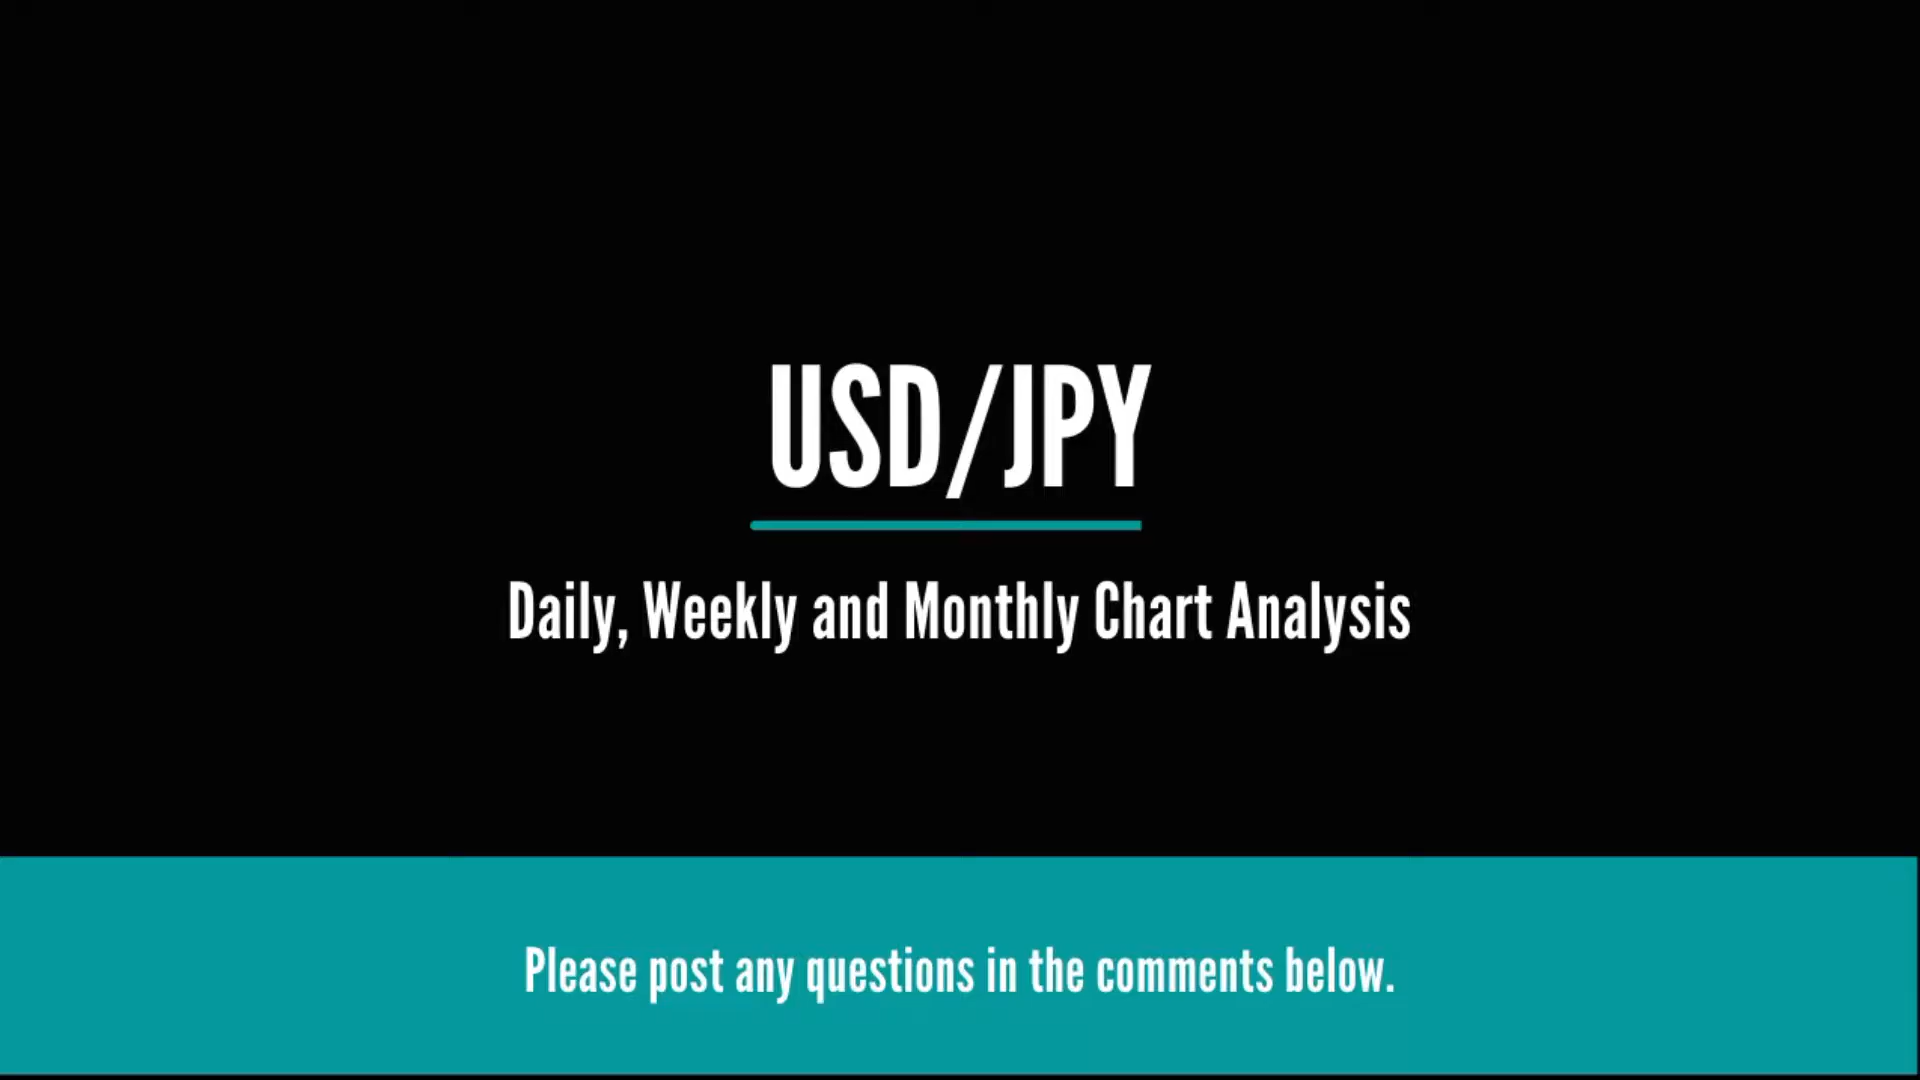 USD/JPY
Daily, Weekly and Monthly Chart Analysis
Please post any questions in the comments below.